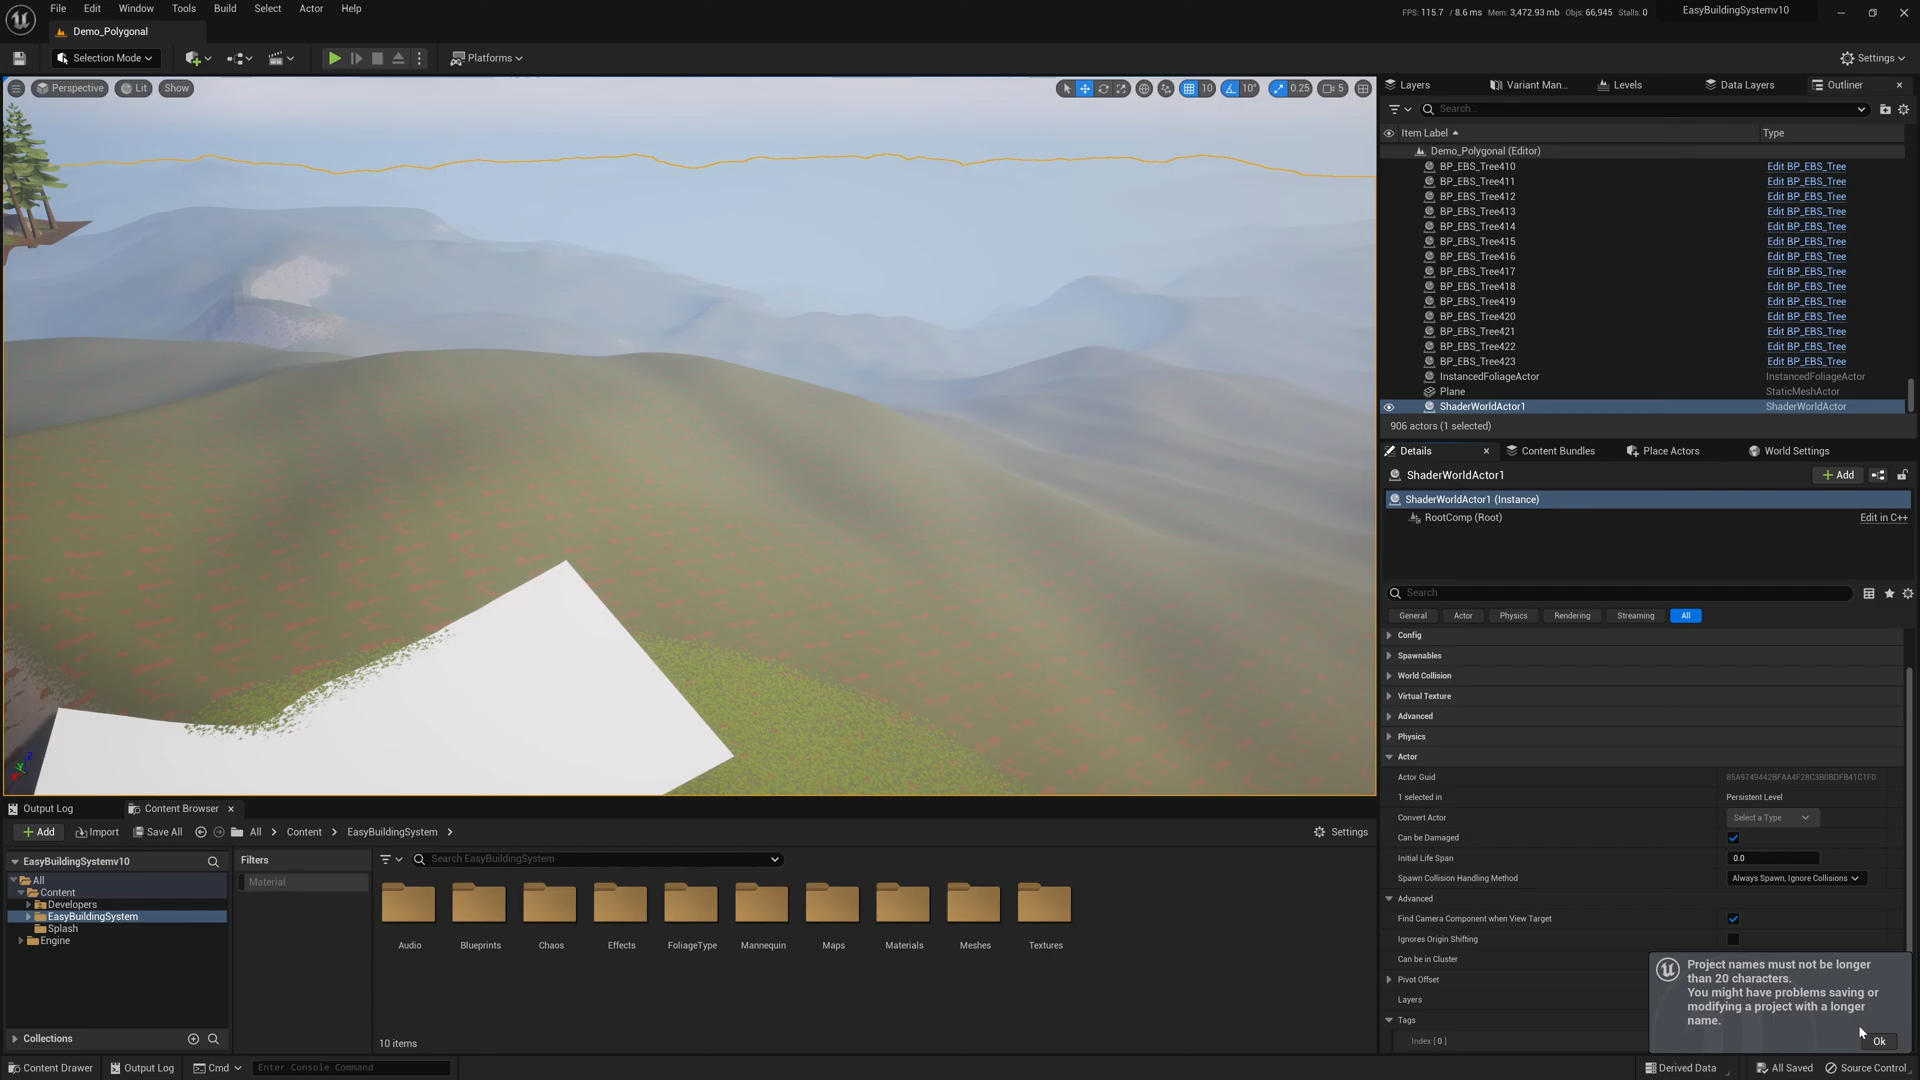 File Edit Window Tools Build Select Actor Help
FPS: 115.7 / 8.6 ms Mem: 3,472.93 mb Objs: 66,945 Stalls: 0
EasyBuildingSystemv10
Demo_Polygonal
Selection Mode
Platforms
Settings
Perspective Lit Show
10 10° 0.25 5
Layers Variant Man... Levels Data Layers Outliner
Search...
Item Label Type
Demo_Polygonal (Editor)
BP_EBS_Tree410 Edit BP_EBS_Tree
BP_EBS_Tree411 Edit BP_EBS_Tree
BP_EBS_Tree412 Edit BP_EBS_Tree
BP_EBS_Tree413 Edit BP_EBS_Tree
BP_EBS_Tree414 Edit BP_EBS_Tree
BP_EBS_Tree415 Edit BP_EBS_Tree
BP_EBS_Tree416 Edit BP_EBS_Tree
BP_EBS_Tree417 Edit BP_EBS_Tree
BP_EBS_Tree418 Edit BP_EBS_Tree
BP_EBS_Tree419 Edit BP_EBS_Tree
BP_EBS_Tree420 Edit BP_EBS_Tree
BP_EBS_Tree421 Edit BP_EBS_Tree
BP_EBS_Tree422 Edit BP_EBS_Tree
BP_EBS_Tree423 Edit BP_EBS_Tree
InstancedFoliageActor InstancedFoliageActor
Plane StaticMeshActor
ShaderWorldActor1 ShaderWorldActor
906 actors (1 selected)
Details Content Bundles Place Actors World Settings
ShaderWorldActor1
Add
ShaderWorldActor1 (Instance)
RootComp (Root) Edit in C++
Search
General Actor Physics Rendering Streaming All
Config
Spawnables
World Collision
Virtual Texture
Advanced
Physics
Actor
Actor Guid 85A9749442BFAA4F28C3B0BDFB41C1F0
1 selected in Persistent Level
Convert Actor Select a Type
Can be Damaged
Initial Life Span 0.0
Spawn Collision Handling Method Always Spawn, Ignore Collisions
Advanced
Find Camera Component when View Target
Ignores Origin Shifting
Can be in Cluster
Pivot Offset
Layers
Tags
Index [ 0 ]
Project names must not be longer
than 20 characters.
You might have problems saving or
modifying a project with a longer
name.
Ok
Output Log Content Browser
Add Import Save All All Content EasyBuildingSystem
Settings
EasyBuildingSystemv10
All
Content
Developers
EasyBuildingSystem
Splash
Engine
Collections
Filters
Material
Search EasyBuildingSystem
Audio Blueprints Chaos Effects FoliageType Mannequin Maps Materials Meshes Textures
10 items
Content Drawer Output Log Cmd Enter Console Command
Derived Data All Saved Source Control